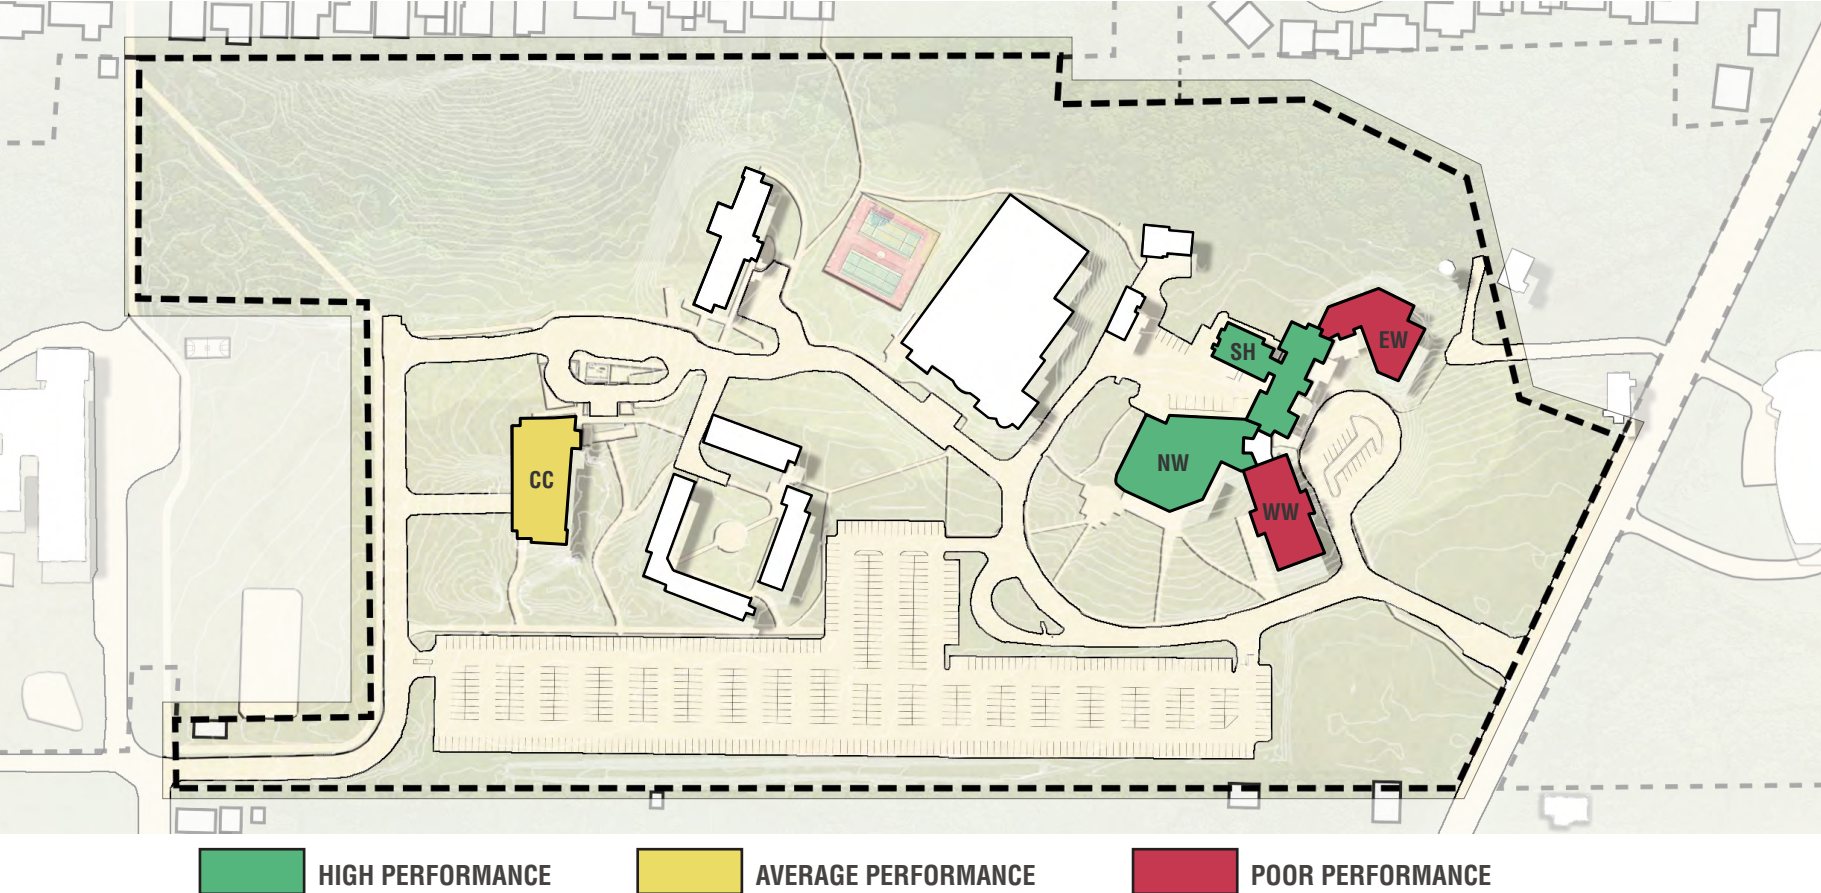 SH
EW
NW
CC
WW
HIGH PERFORMANCE
AVERAGE PERFORMANCE
POOR PERFORMANCE